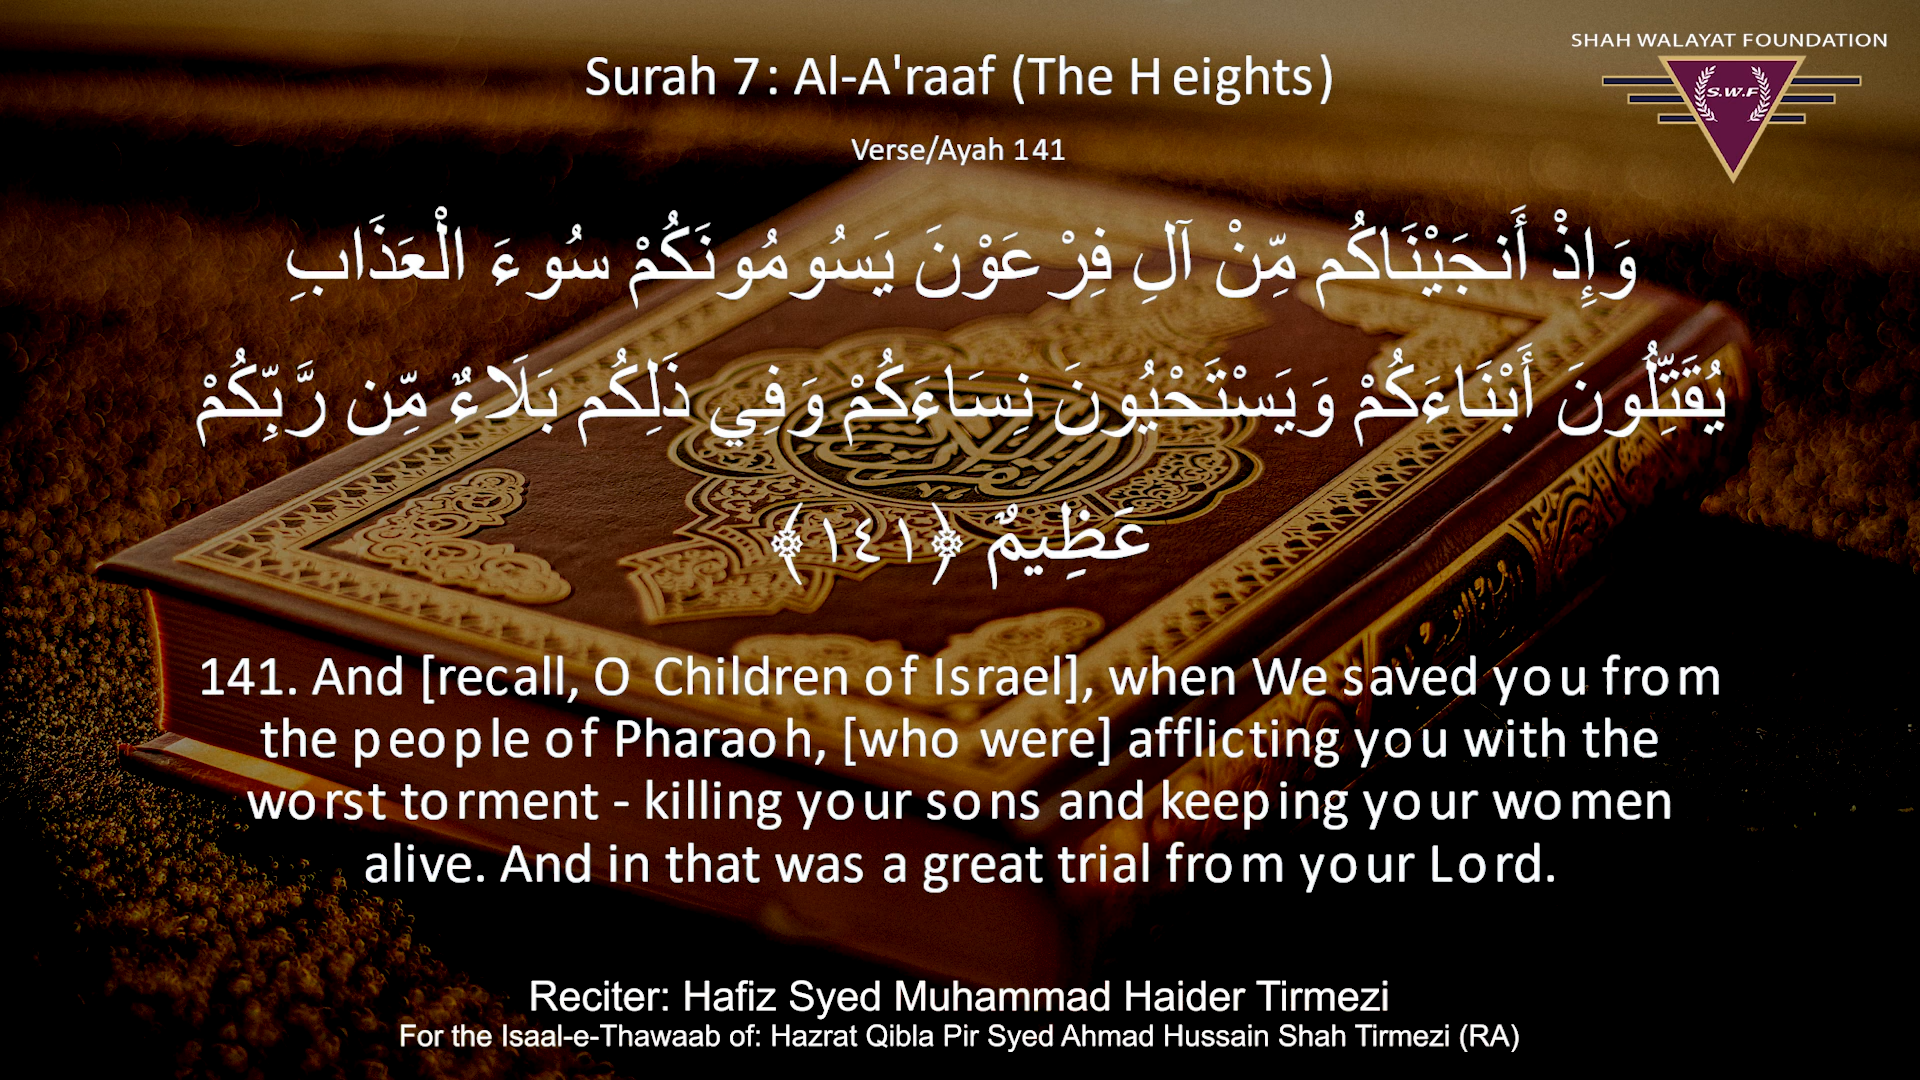 SHAH WALAYAT FOUNDATION
S.W.F
Surah 7: Al-A'raaf (The Heights)
Verse/Ayah 141
وَإِذْ أَنجَيْنَاكُم مِّنْ آلِ فِرْعَوْنَ يَسُومُونَكُمْ سُوءَ الْعَذَابِ
يُقَتِّلُونَ أَبْنَاءَكُمْ وَيَسْتَحْيُونَ نِسَاءَكُمْ وَفِي ذَلِكُم بَلَاءٌ مِّن رَّبِّكُمْ
عَظِيمٌ ﴿١٤١﴾
141. And [recall, O Children of Israel], when We saved you from
the people of Pharaoh, [who were] afflicting you with the
worst torment - killing your sons and keeping your women
alive. And in that was a great trial from your Lord.
Reciter: Hafiz Syed Muhammad Haider Tirmezi
For the Isaal-e-Thawaab of: Hazrat Qibla Pir Syed Ahmad Hussain Shah Tirmezi (RA)